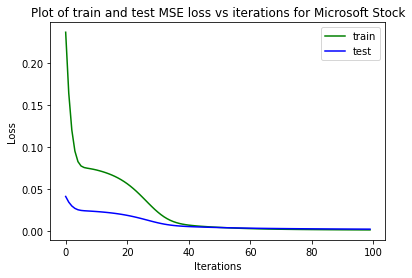 Plot of train and test MSE loss vs iterations for Microsoft Stock
train
test
Loss
0.20
0.15
0.10
0.05
0.00
0
20
40
60
80
100
Iterations